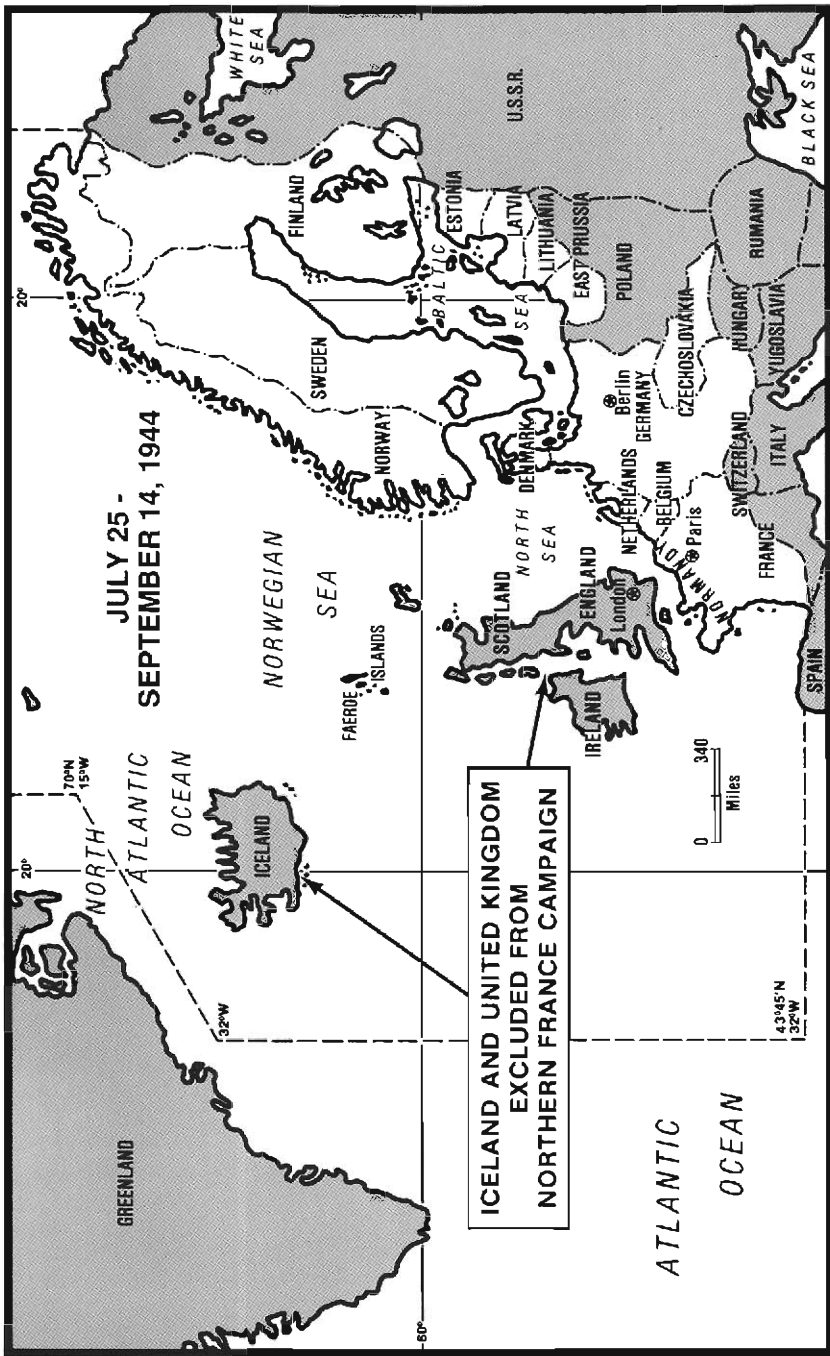 WHITE
SEA
20°
JULY 25 -
SEPTEMBER 14, 1944
NORWEGIAN
SEA
70°N
15°W
NORTH
ATLANTIC
OCEAN
20°
GREENLAND
32°W
ICELAND
FAEROE
ISLANDS
FINLAND
SWEDEN
NORWAY
60°
U.S.S.R.
ESTONIA
LATVIA
LITHUANIA
EAST PRUSSIA
BALTIC
SEA
DENMARK
NORTH
SEA
SCOTLAND
ENGLAND
London
IRELAND
NETHERLANDS
BELGIUM
Berlin
GERMANY
POLAND
CZECHOSLOVAKIA
HUNGARY
RUMANIA
YUGOSLAVIA
BLACK SEA
SWITZERLAND
ITALY
NORMANDY
Paris
FRANCE
SPAIN
ICELAND AND UNITED KINGDOM
EXCLUDED FROM
NORTHERN FRANCE CAMPAIGN
0 340
Miles
43°45'N
32°W
ATLANTIC
OCEAN